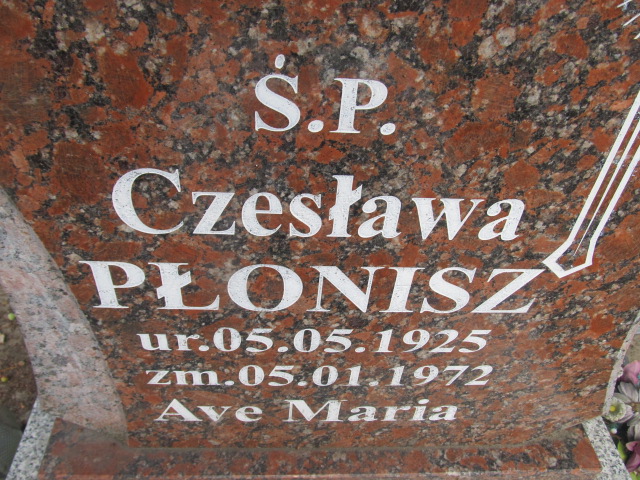 Ś.P.
Czesława
PŁONISZ
ur.05.05.1925
zm.05.01.1972
Ave Maria